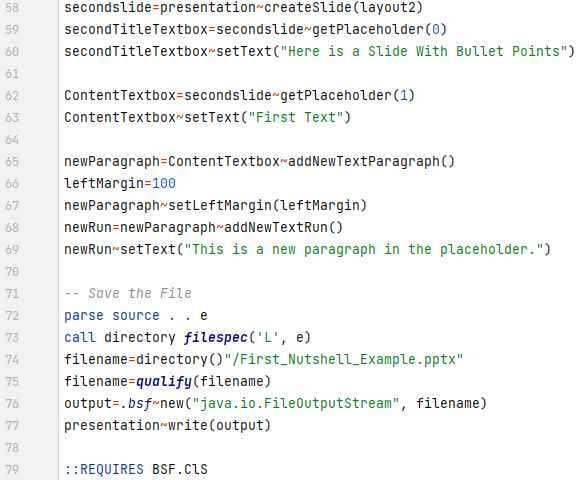 58 secondslide=presentation~createSlide(layout2)
59 secondTitleTextbox=secondslide~getPlaceholder(0)
60 secondTitleTextbox~setText("Here is a Slide With Bullet Points")
61
62 ContentTextbox=secondslide~getPlaceholder(1)
63 ContentTextbox~setText("First Text")
64
65 newParagraph=ContentTextbox~addNewTextParagraph()
66 leftMargin=100
67 newParagraph~setLeftMargin(leftMargin)
68 newRun=newParagraph~addNewTextRun()
69 newRun~setText("This is a new paragraph in the placeholder.")
70
71 -- Save the File
72 parse source . . e
73 call directory filespec('L', e)
74 filename=directory()"/First_Nutshell_Example.pptx"
75 filename=qualify(filename)
76 output=.bsf~new("java.io.FileOutputStream", filename)
77 presentation~write(output)
78
79 ::REQUIRES BSF.ClS